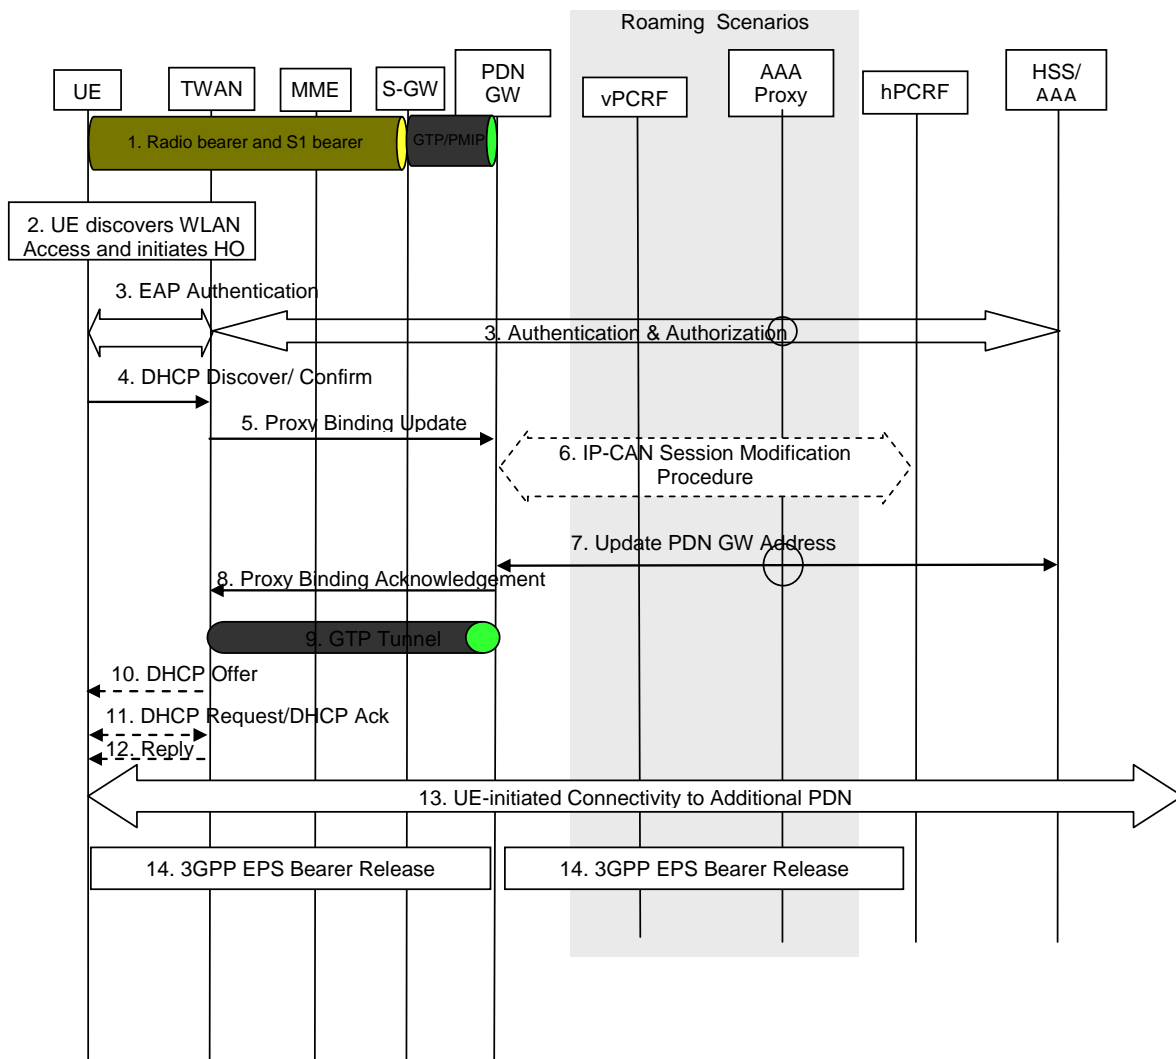 Roaming Scenarios
UE
TWAN
MME
S-GW
PDN
GW
vPCRF
AAA
Proxy
hPCRF
HSS/
AAA
1. Radio bearer and S1 bearer
GTP/PMIP
2. UE discovers WLAN
Access and initiates HO
3. EAP Authentication
3. Authentication & Authorization
4. DHCP Discover/ Confirm
5. Proxy Binding Update
6. IP-CAN Session Modification
Procedure
7. Update PDN GW Address
8. Proxy Binding Acknowledgement
9. GTP Tunnel
10. DHCP Offer
11. DHCP Request/DHCP Ack
12. Reply
13. UE-initiated Connectivity to Additional PDN
14. 3GPP EPS Bearer Release
14. 3GPP EPS Bearer Release